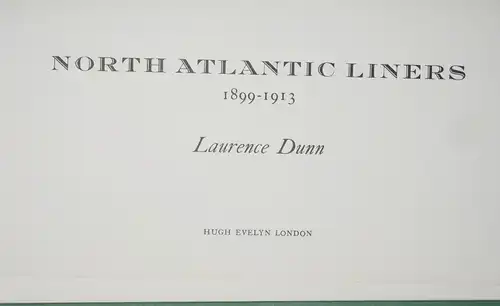 NORTH ATLANTIC LINERS
1899-1913
Laurence Dunn
HUGH EVELYN LONDON